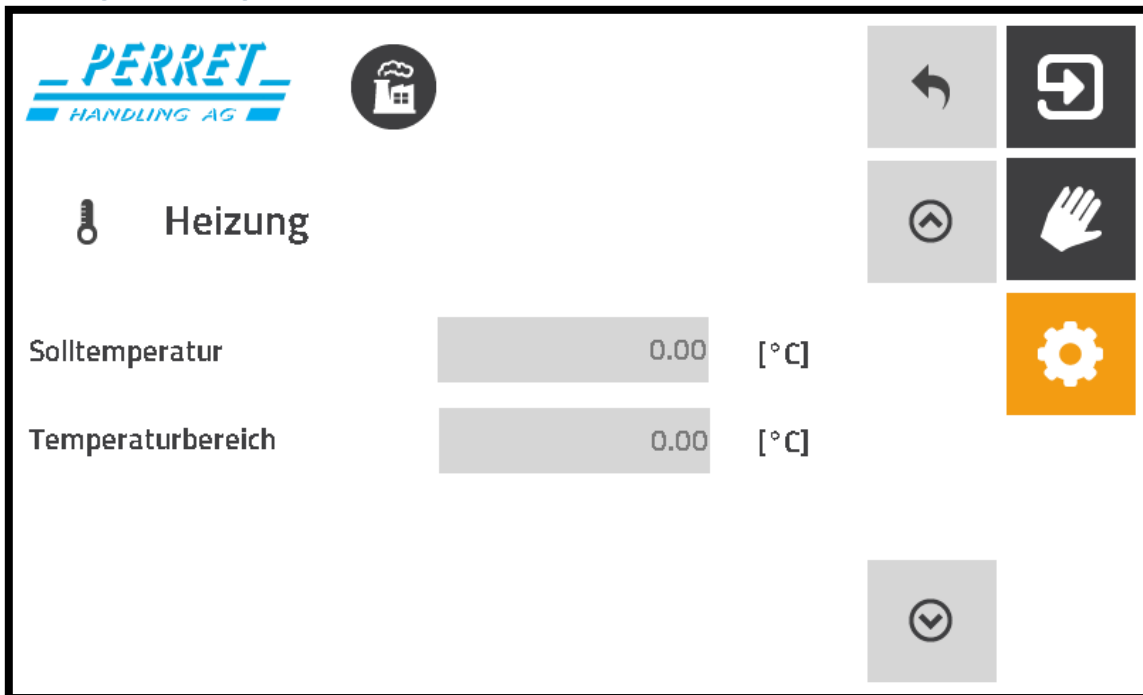 PERRET
HANDLING AG
Heizung
Solltemperatur 0.00 [°C]
Temperaturbereich 0.00 [°C]